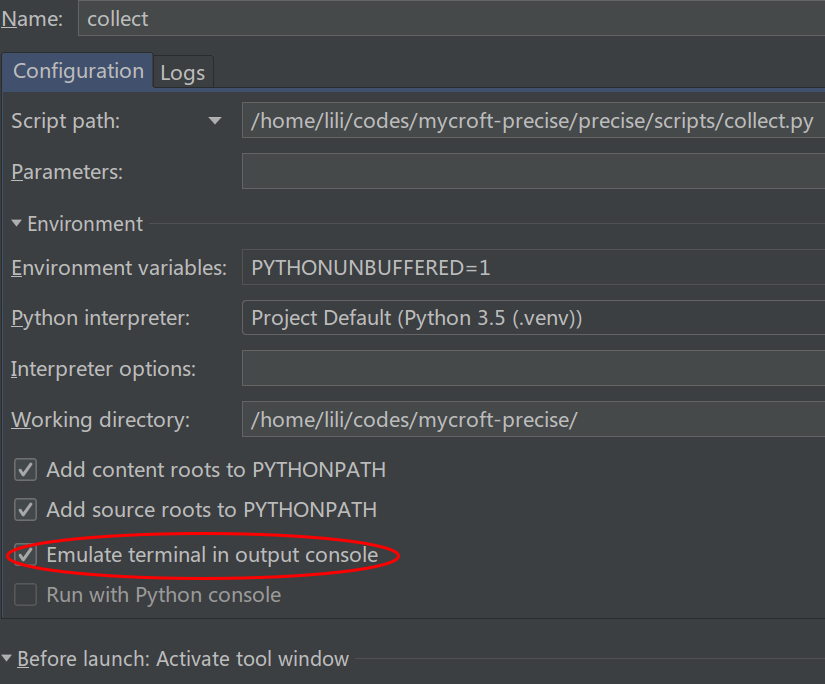 Name: collect
Configuration Logs
Script path: /home/lili/codes/mycroft-precise/precise/scripts/collect.py
Parameters:
Environment
Environment variables: PYTHONUNBUFFERED=1
Python interpreter: Project Default (Python 3.5 (.venv))
Interpreter options:
Working directory: /home/lili/codes/mycroft-precise/
Add content roots to PYTHONPATH
Add source roots to PYTHONPATH
Emulate terminal in output console
Run with Python console
Before launch: Activate tool window